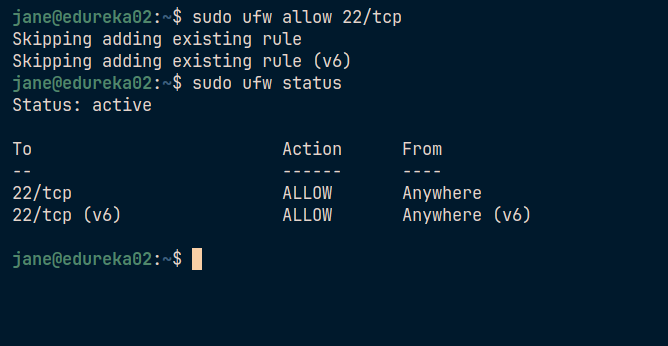 jane@edureka02:~$ sudo ufw allow 22/tcp
Skipping adding existing rule
Skipping adding existing rule (v6)
jane@edureka02:~$ sudo ufw status
Status: active
To                         Action      From
--                         ------      ----
22/tcp                     ALLOW       Anywhere
22/tcp (v6)                ALLOW       Anywhere (v6)
jane@edureka02:~$